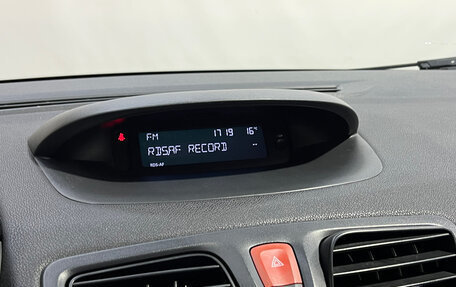 FM 17 19 16°
RDSAF RECORD --
RDS-AF